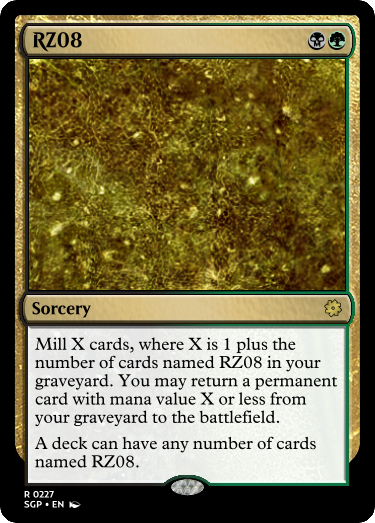 RZ08
Sorcery
Mill X cards, where X is 1 plus the
number of cards named RZ08 in your
graveyard. You may return a permanent
card with mana value X or less from
your graveyard to the battlefield.
A deck can have any number of cards
named RZ08.
R 0227
SGP • EN